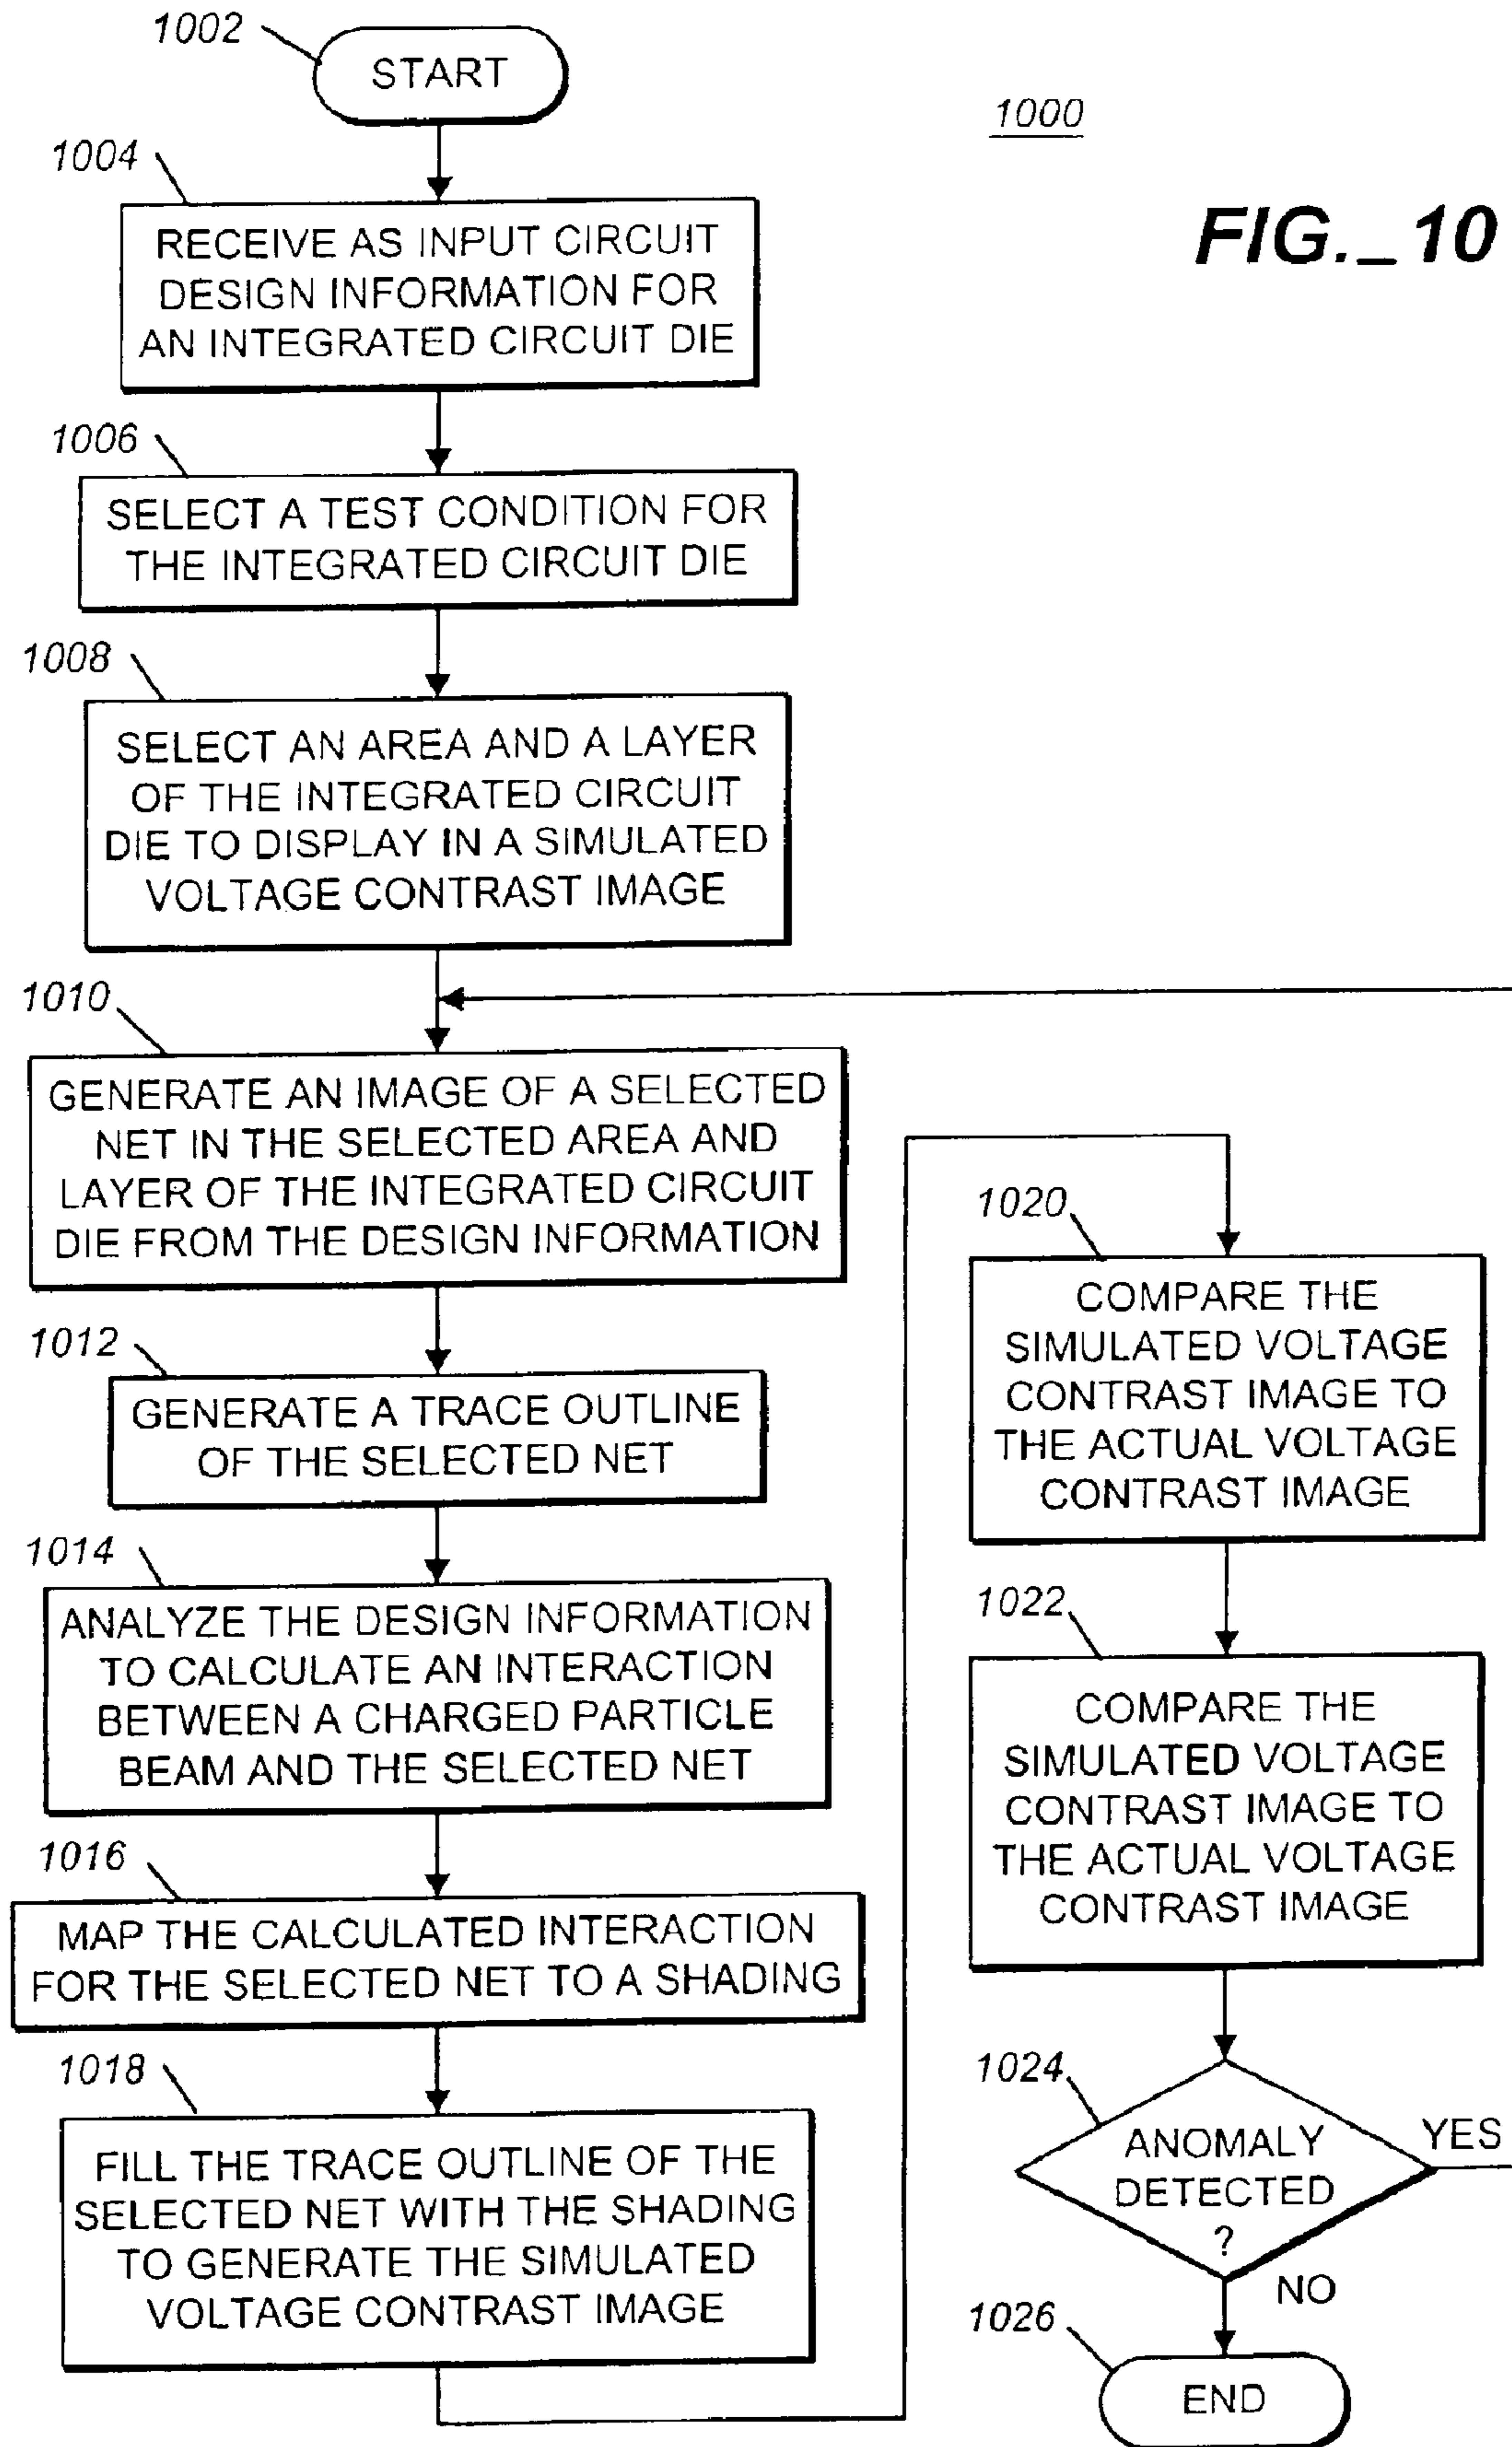 1002
START
1000
FIG._10
1004
RECEIVE AS INPUT CIRCUIT
DESIGN INFORMATION FOR
AN INTEGRATED CIRCUIT DIE
1006
SELECT A TEST CONDITION FOR
THE INTEGRATED CIRCUIT DIE
1008
SELECT AN AREA AND A LAYER
OF THE INTEGRATED CIRCUIT
DIE TO DISPLAY IN A SIMULATED
VOLTAGE CONTRAST IMAGE
1010
GENERATE AN IMAGE OF A SELECTED
NET IN THE SELECTED AREA AND
LAYER OF THE INTEGRATED CIRCUIT
DIE FROM THE DESIGN INFORMATION
1012
GENERATE A TRACE OUTLINE
OF THE SELECTED NET
1014
ANALYZE THE DESIGN INFORMATION
TO CALCULATE AN INTERACTION
BETWEEN A CHARGED PARTICLE
BEAM AND THE SELECTED NET
1016
MAP THE CALCULATED INTERACTION
FOR THE SELECTED NET TO A SHADING
1018
FILL THE TRACE OUTLINE OF THE
SELECTED NET WITH THE SHADING
TO GENERATE THE SIMULATED
VOLTAGE CONTRAST IMAGE
1020
COMPARE THE
SIMULATED VOLTAGE
CONTRAST IMAGE TO
THE ACTUAL VOLTAGE
CONTRAST IMAGE
1022
COMPARE THE
SIMULATED VOLTAGE
CONTRAST IMAGE TO
THE ACTUAL VOLTAGE
CONTRAST IMAGE
1024
ANOMALY
DETECTED
?
YES
NO
1026
END